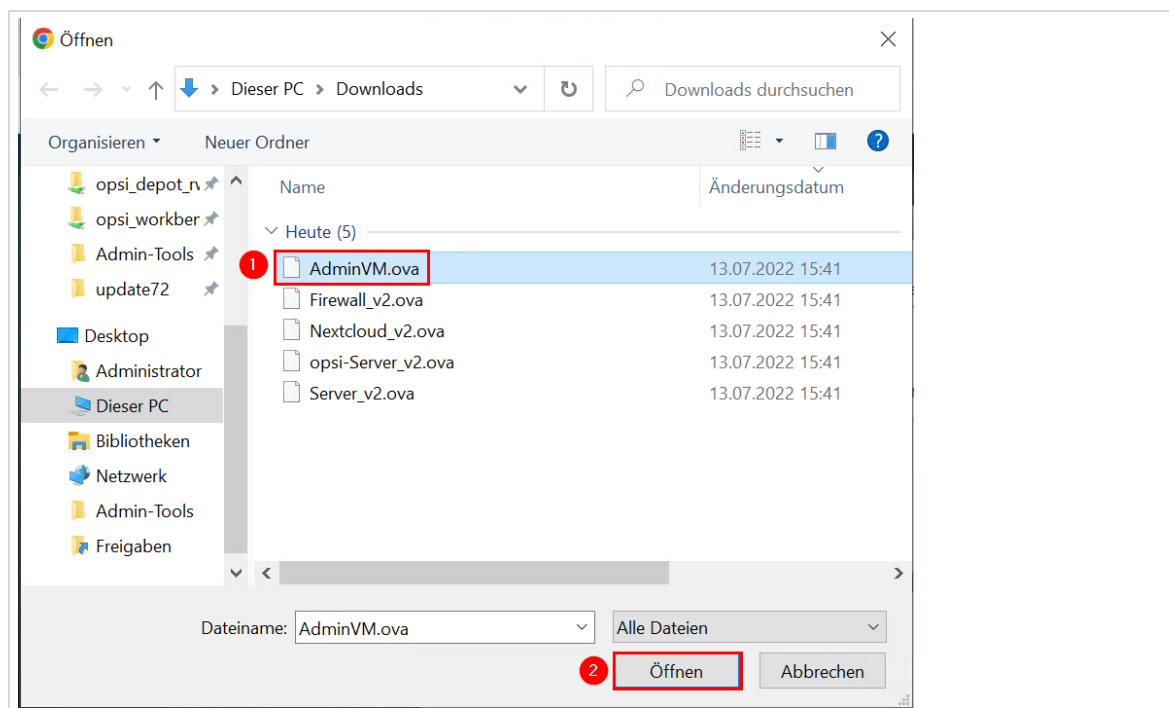 Öffnen
Dieser PC > Downloads
Downloads durchsuchen
Organisieren
Neuer Ordner
?
opsi_depot_rv
opsi_workber
Admin-Tools
update72
Desktop
Administrator
Dieser PC
Bibliotheken
Netzwerk
Admin-Tools
Freigaben
Name Änderungsdatum
Heute (5)
1 AdminVM.ova 13.07.2022 15:41
Firewall_v2.ova 13.07.2022 15:41
Nextcloud_v2.ova 13.07.2022 15:41
opsi-Server_v2.ova 13.07.2022 15:41
Server_v2.ova 13.07.2022 15:41
Dateiname: AdminVM.ova Alle Dateien
2 Öffnen Abbrechen